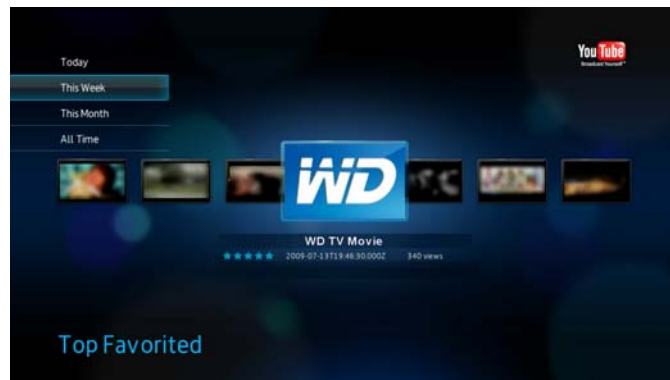 Today
This Week
This Month
All Time
You Tube
Broadcast Yourself™
WD
WD TV Movie
2009-07-13T19:46:30.000Z 340 views
Top Favorited